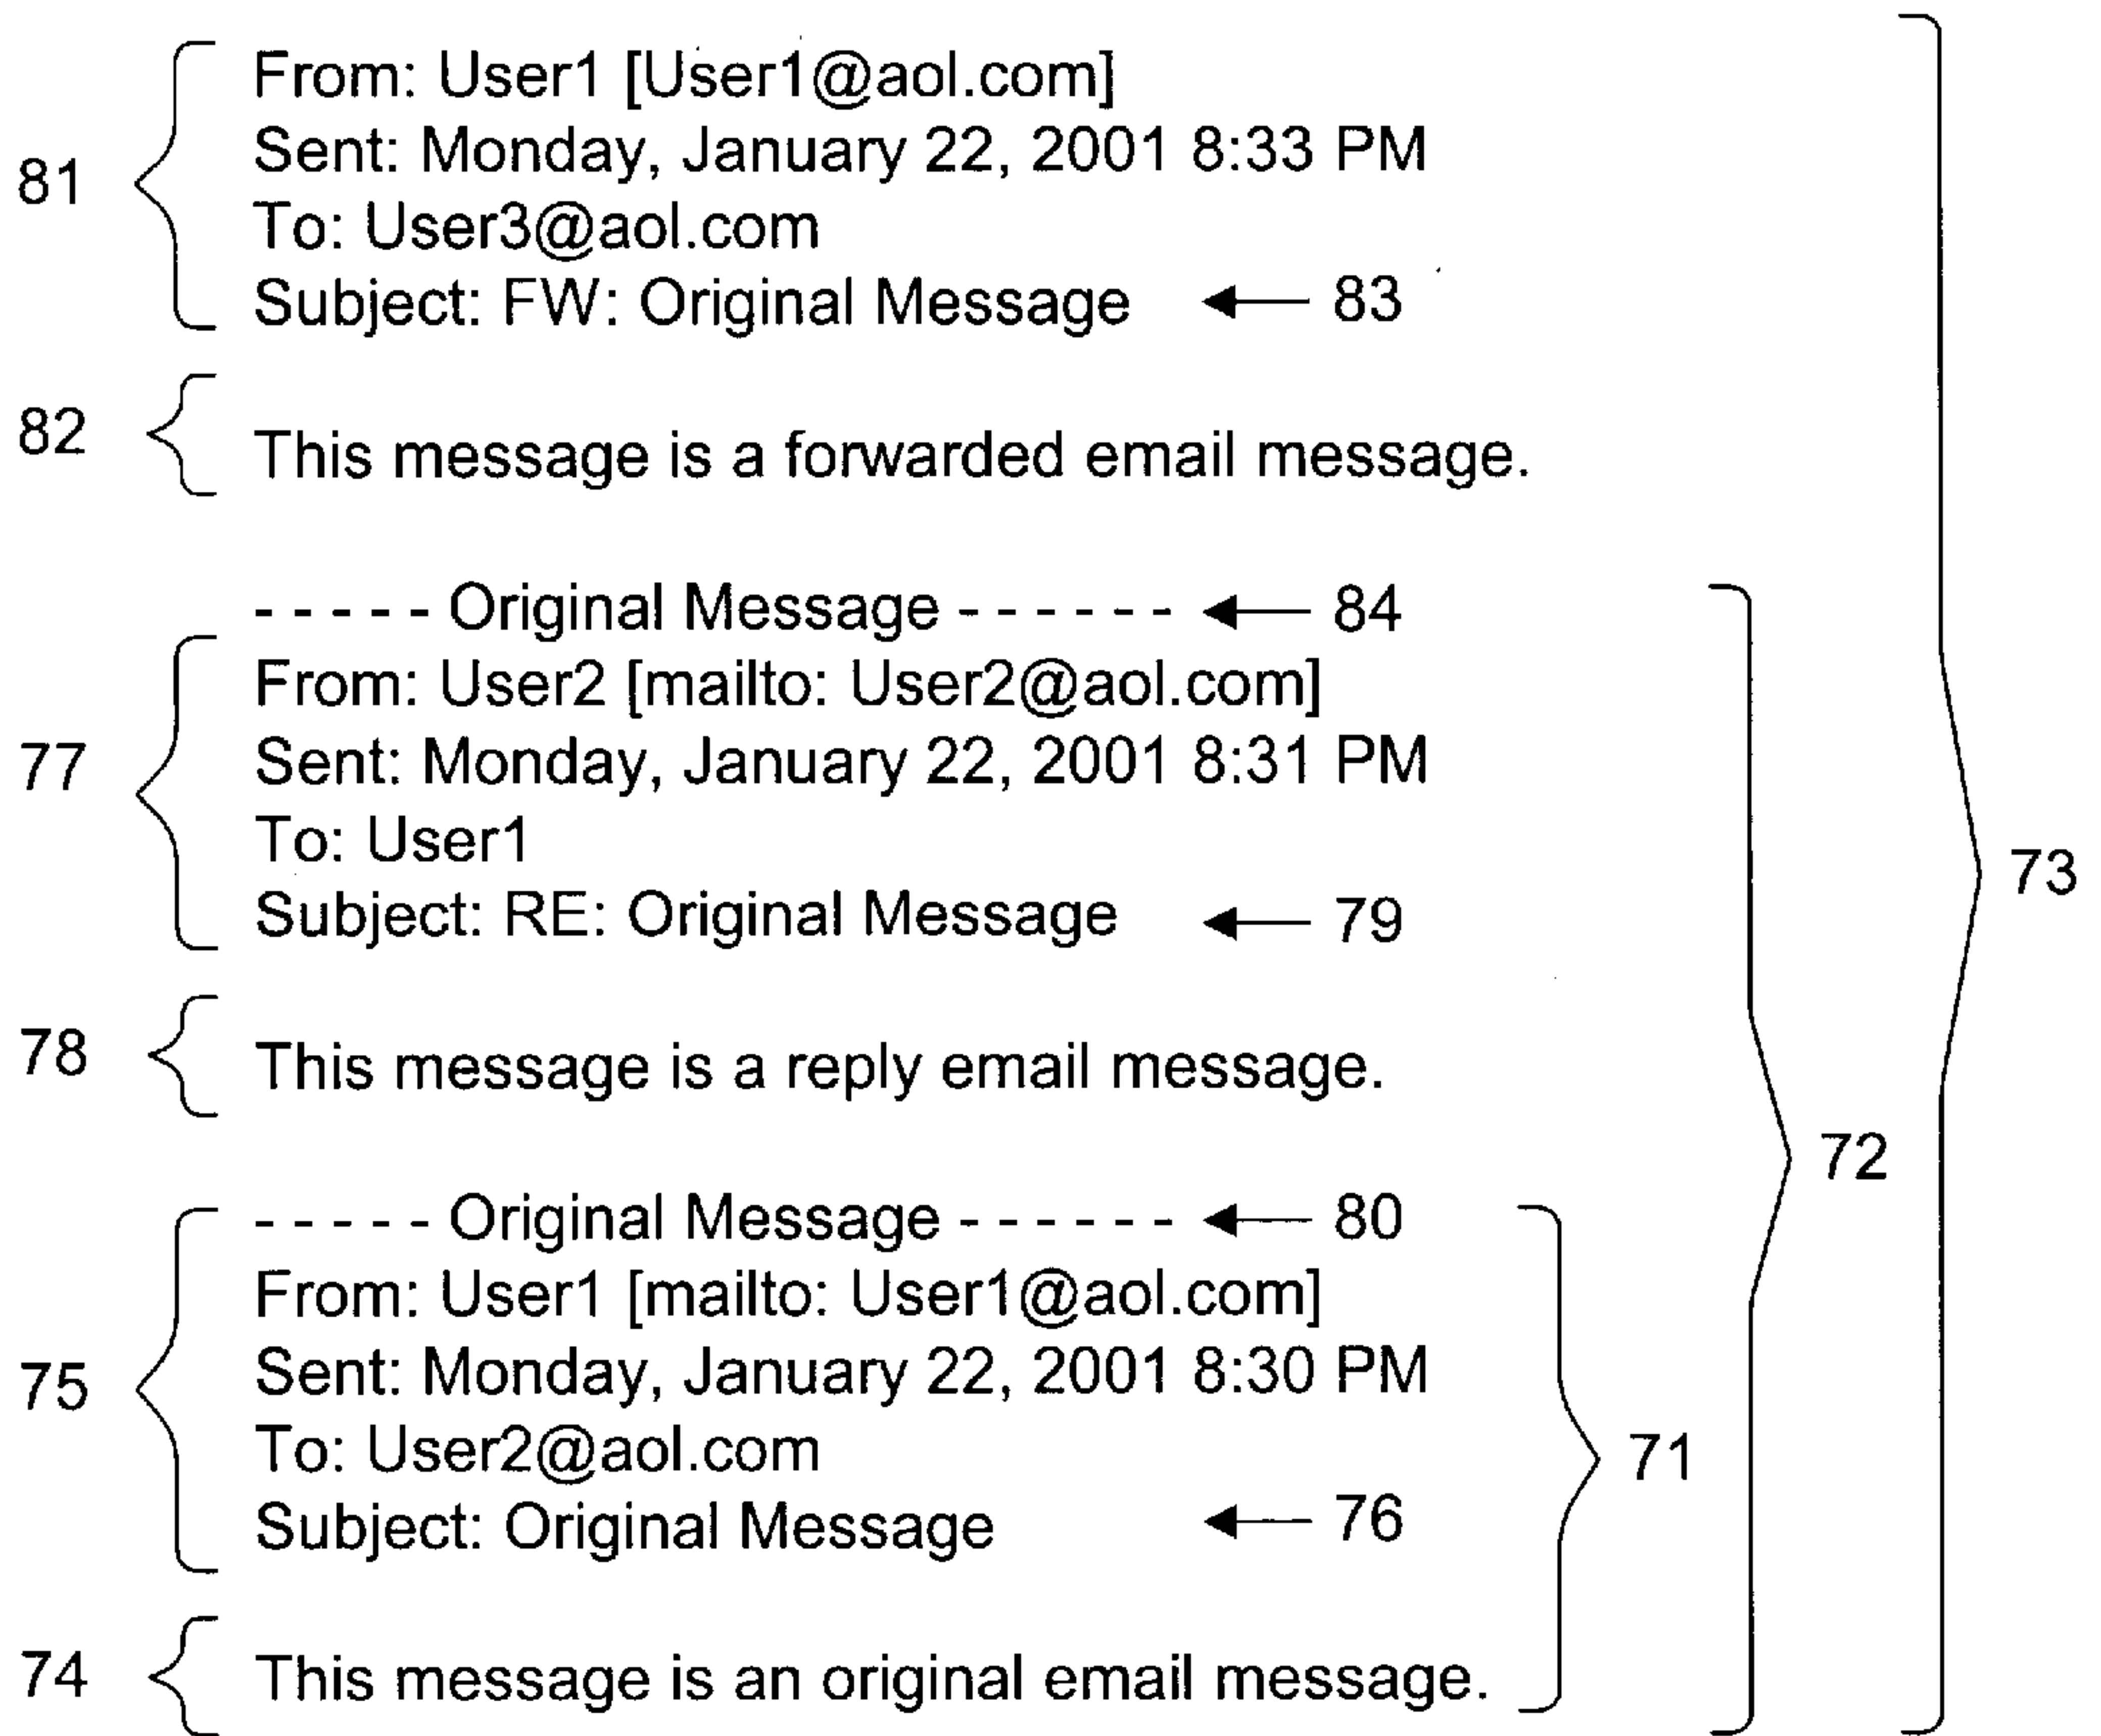 From: User1 [User1@aol.com]
81 Sent: Monday, January 22, 2001 8:33 PM
To: User3@aol.com
Subject: FW: Original Message 83
82 This message is a forwarded email message.
- - - - - Original Message - - - - - - 84
From: User2 [mailto: User2@aol.com]
77 Sent: Monday, January 22, 2001 8:31 PM
To: User1
73
Subject: RE: Original Message 79
78 This message is a reply email message.
72
- - - - - Original Message - - - - - - 80
From: User1 [mailto: User1@aol.com]
75 Sent: Monday, January 22, 2001 8:30 PM
To: User2@aol.com 71
Subject: Original Message 76
74 This message is an original email message.